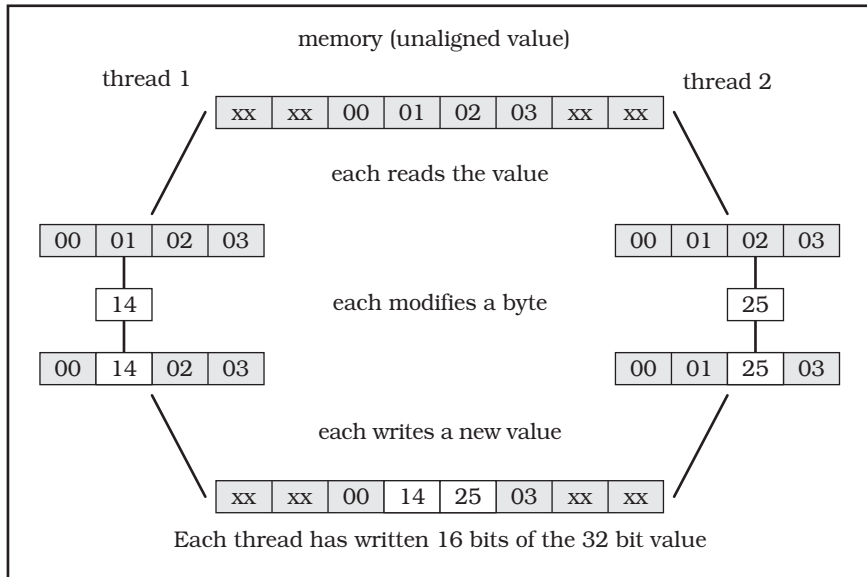 memory (unaligned value)
thread 1
thread 2
xx xx 00 01 02 03 xx xx
each reads the value
00 01 02 03
00 01 02 03
14
each modifies a byte
25
00 14 02 03
00 01 25 03
each writes a new value
xx xx 00 14 25 03 xx xx
Each thread has written 16 bits of the 32 bit value